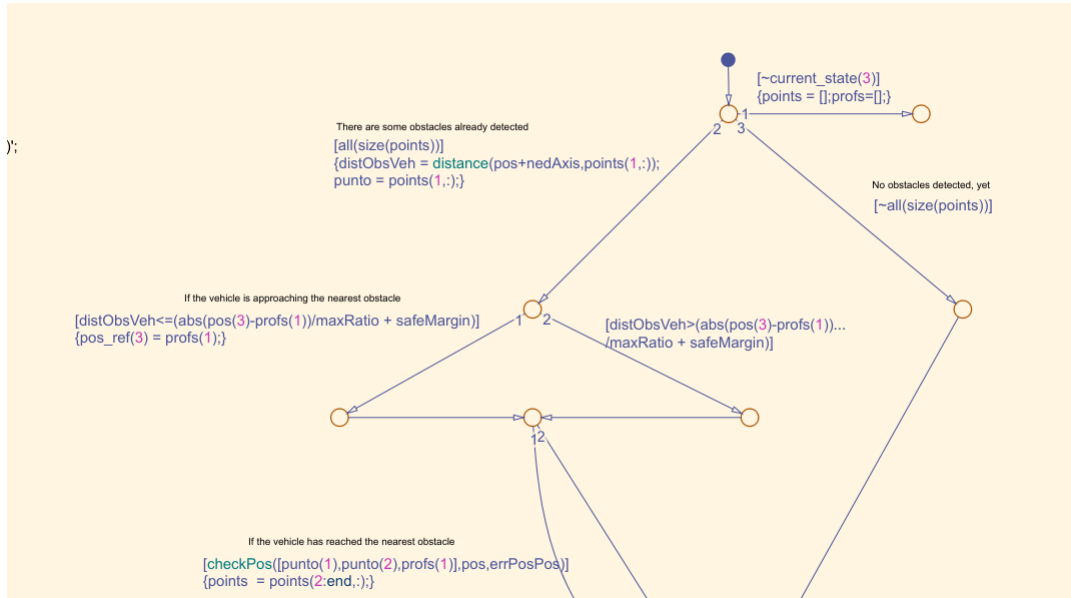 [~current_state(3)]
{points = [];profs=[];}
1
2 3
There are some obstacles already detected
[all(size(points))]
{distObsVeh = distance(pos+nedAxis,points(1,:));
punto = points(1,:);}
)';
No obstacles detected, yet
[~all(size(points))]
If the vehicle is approaching the nearest obstacle
[distObsVeh<=(abs(pos(3)-profs(1))/maxRatio + safeMargin)]
{pos_ref(3) = profs(1);}
1 2
[distObsVeh>(abs(pos(3)-profs(1))...
/maxRatio + safeMargin)]
12
If the vehicle has reached the nearest obstacle
[checkPos([punto(1),punto(2),profs(1)],pos,errPosPos)]
{points  = points(2:end,:);}